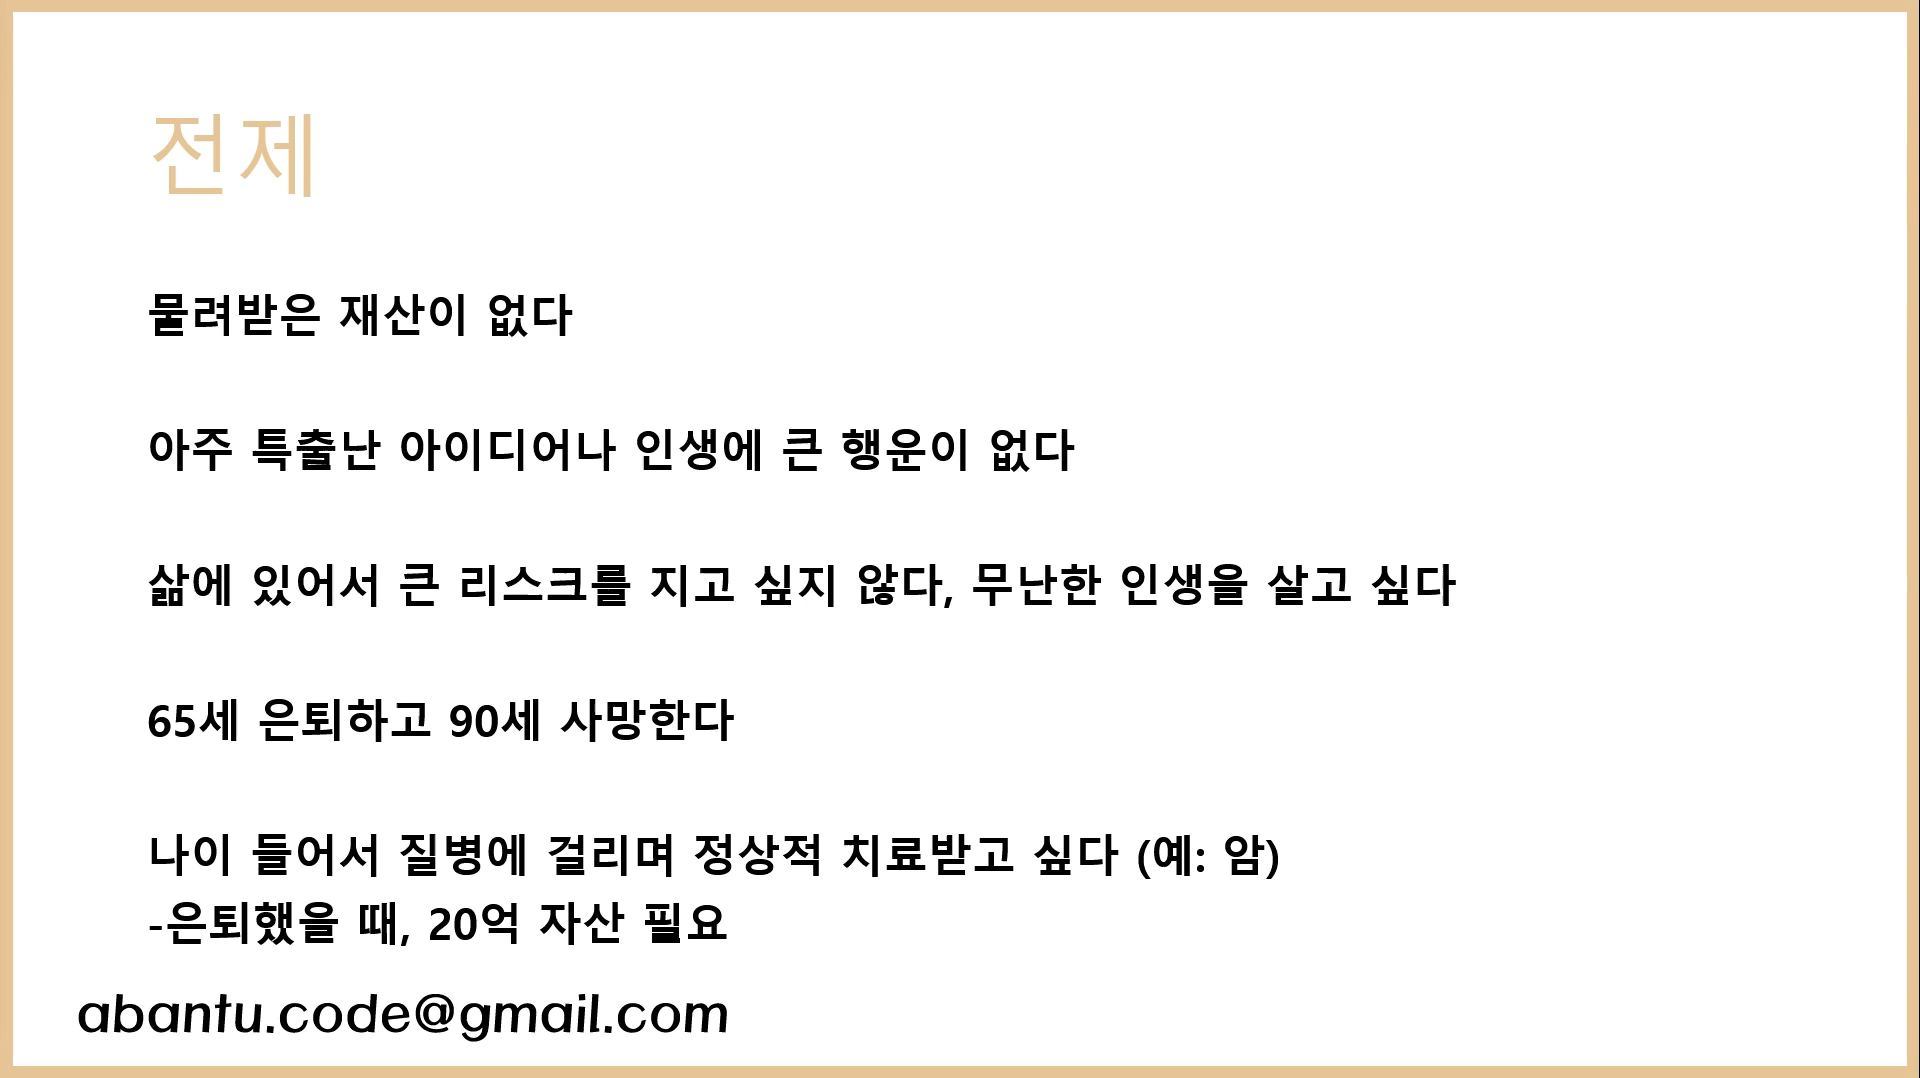 전제
물려받은 재산이 없다
아주 특출난 아이디어나 인생에 큰 행운이 없다
삶에 있어서 큰 리스크를 지고 싶지 않다, 무난한 인생을 살고 싶다
65세 은퇴하고 90세 사망한다
나이 들어서 질병에 걸리며 정상적 치료받고 싶다 (예: 암)
-은퇴했을 때, 20억 자산 필요
abantu.code@gmail.com